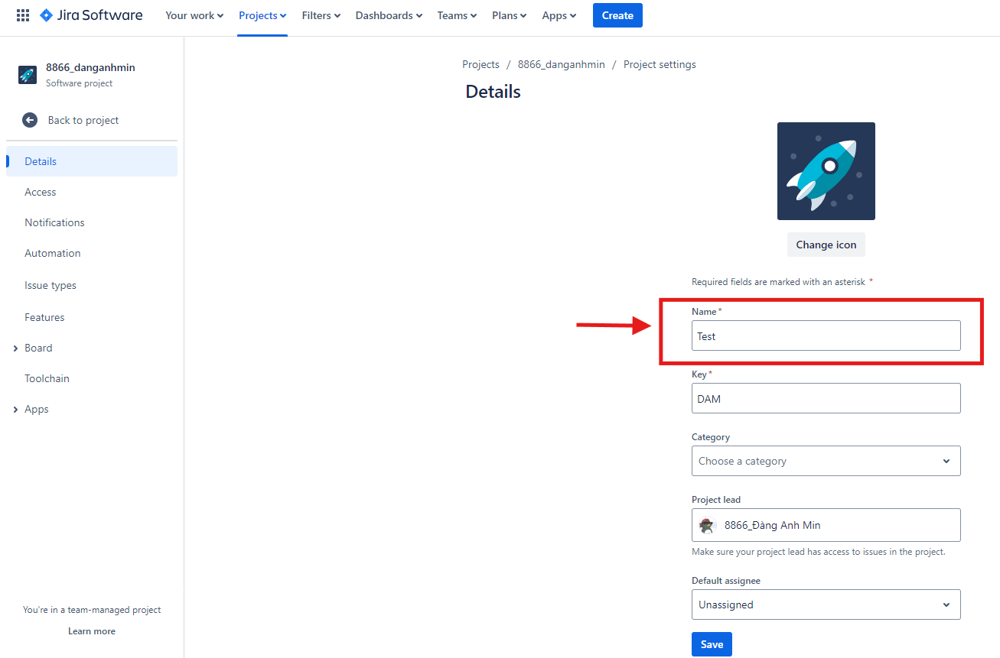 Jira Software Your work Projects Filters Dashboards Teams Plans Apps Create
8866_danganhmin
Software project
Back to project
Details
Access
Notifications
Automation
Issue types
Features
Board
Toolchain
Apps
You're in a team-managed project
Learn more
Projects / 8866_danganhmin / Project settings
Details
Change icon
Required fields are marked with an asterisk *
Name *
Test
Key *
DAM
Category
Choose a category
Project lead
8866_Đàng Anh Min
Make sure your project lead has access to issues in the project.
Default assignee
Unassigned
Save